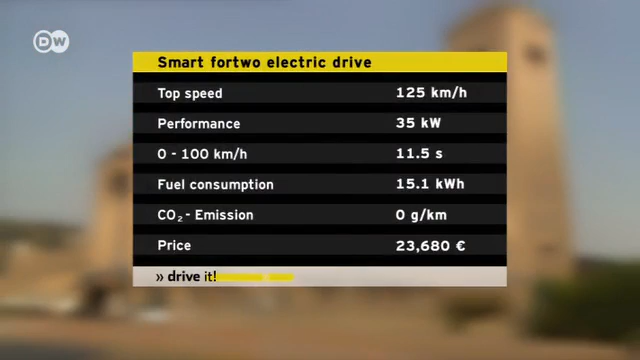 DW
Smart fortwo electric drive
Top speed 125 km/h
Performance 35 kW
0 - 100 km/h 11.5 s
Fuel consumption 15.1 kWh
CO₂- Emission 0 g/km
Price 23,680 €
» drive it!